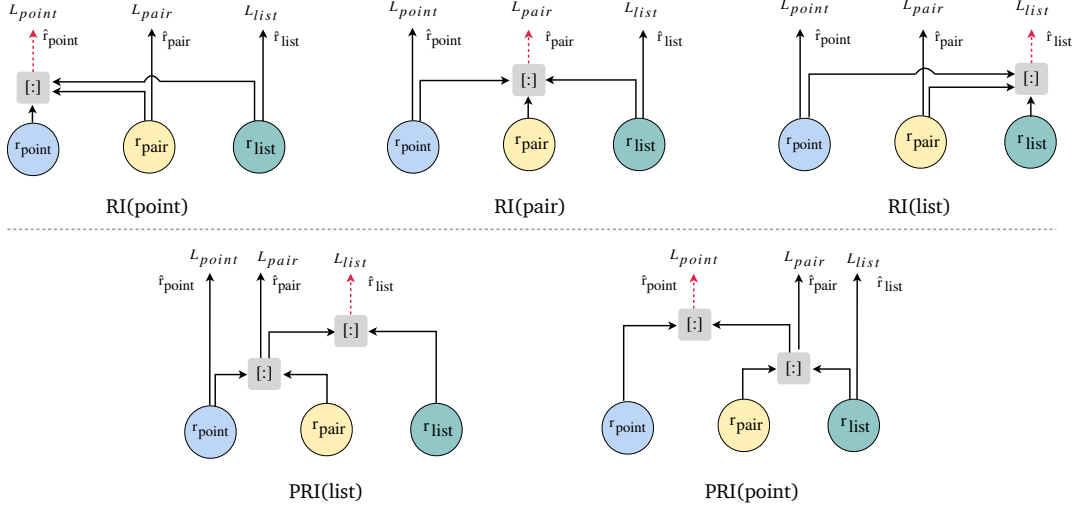 L_point L_pair L_list
r̂_point r̂_pair r̂_list
[:]
r_point r_pair r_list
RI(point)
L_point L_pair L_list
r̂_point r̂_pair r̂_list
[:]
r_point r_pair r_list
RI(pair)
L_point L_pair L_list
r̂_point r̂_pair r̂_list
[:]
r_point r_pair r_list
RI(list)
L_point L_pair L_list
r̂_point r̂_pair r̂_list
[:]
[:]
r_point r_pair r_list
PRI(list)
L_point L_pair L_list
r̂_point r̂_pair r̂_list
[:]
[:]
r_point r_pair r_list
PRI(point)